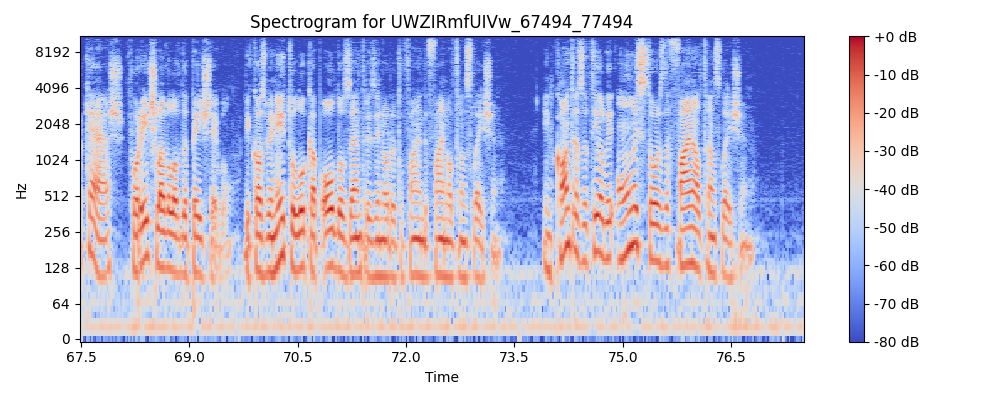 Spectrogram for UWZIRmfUIVw_67494_77494
Hz
8192
4096
2048
1024
512
256
128
64
0
67.5 69.0 70.5 72.0 73.5 75.0 76.5
Time
+0 dB
-10 dB
-20 dB
-30 dB
-40 dB
-50 dB
-60 dB
-70 dB
-80 dB